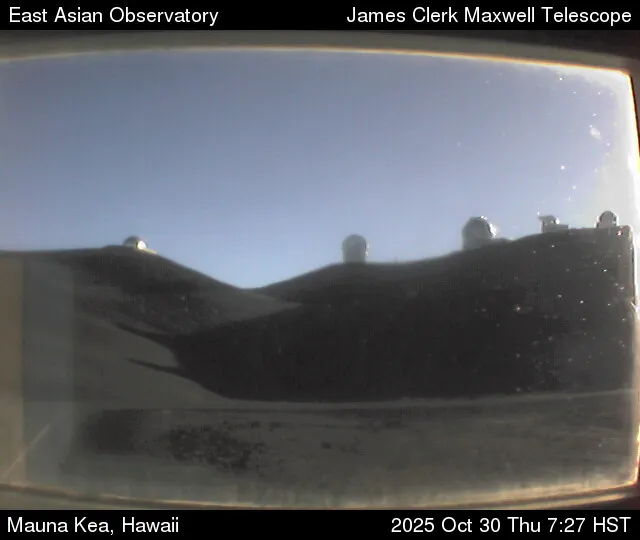 East Asian Observatory
James Clerk Maxwell Telescope
Mauna Kea, Hawaii
2025 Oct 30 Thu 7:27 HST